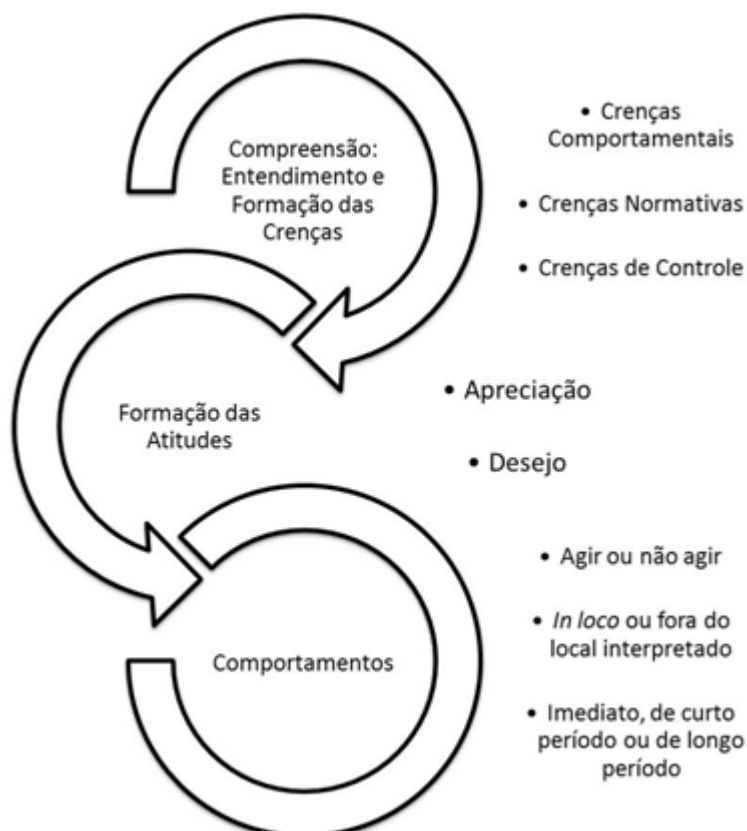 Compreensão:
Entendimento e
Formação das
Crenças
• Crenças
Comportamentais
• Crenças Normativas
• Crenças de Controle
Formação das
Atitudes
• Apreciação
• Desejo
Comportamentos
• Agir ou não agir
• In loco ou fora do
local interpretado
• Imediato, de curto
período ou de longo
período